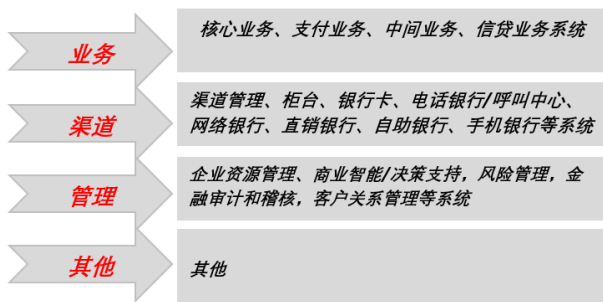 业务
核心业务、支付业务、中间业务、信贷业务系统
渠道
渠道管理、柜台、银行卡、电话银行/呼叫中心、
网络银行、直销银行、自助银行、手机银行等系统
管理
企业资源管理、商业智能/决策支持，风险管理，金
融审计和稽核，客户关系管理等系统
其他
其他